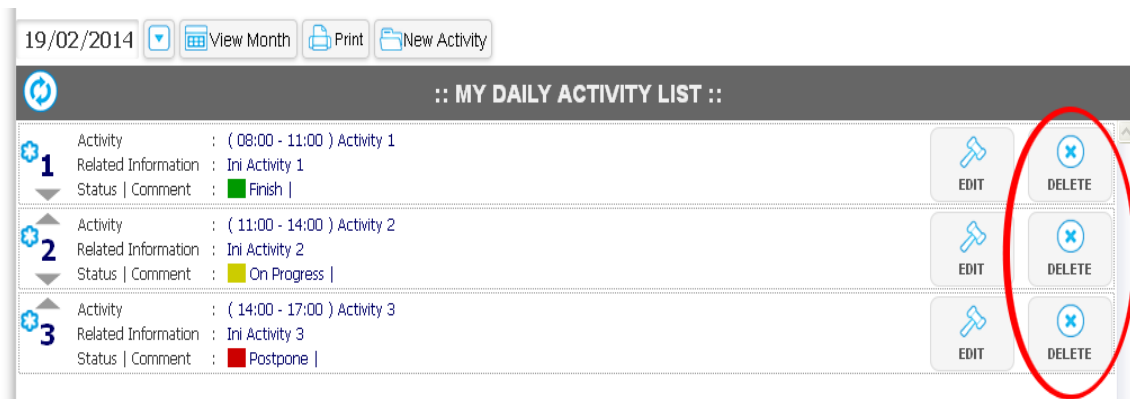 19/02/2014 View Month Print New Activity
:: MY DAILY ACTIVITY LIST ::
1
Activity : ( 08:00 - 11:00 ) Activity 1
Related Information : Ini Activity 1
Status | Comment : Finish |
EDIT DELETE
2
Activity : ( 11:00 - 14:00 ) Activity 2
Related Information : Ini Activity 2
Status | Comment : On Progress |
EDIT DELETE
3
Activity : ( 14:00 - 17:00 ) Activity 3
Related Information : Ini Activity 3
Status | Comment : Postpone |
EDIT DELETE